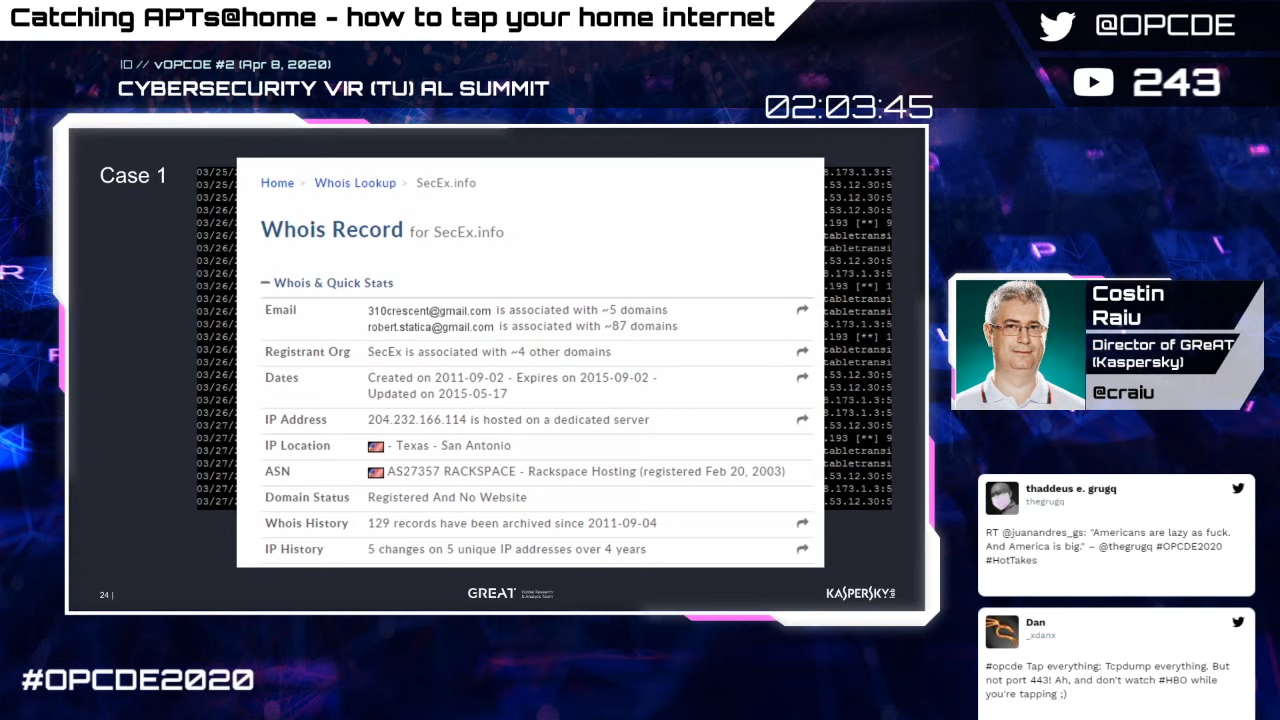 Catching APTs@home - how to tap your home internet
@OPCDE
ID // vOPCDE #2 (Apr 8, 2020)
CYBERSECURITY VIR (TU) AL SUMMIT
243
02:03:45
Case 1
Home > Whois Lookup > SecEx.info
Whois Record for SecEx.info
Whois & Quick Stats
Email
310crescent@gmail.com is associated with ~5 domains
robert.statica@gmail.com is associated with ~87 domains
Registrant Org SecEx is associated with ~4 other domains
Dates Created on 2011-09-02 - Expires on 2015-09-02 -
Updated on 2015-05-17
IP Address 204.232.166.114 is hosted on a dedicated server
IP Location - Texas - San Antonio
ASN AS27357 RACKSPACE - Rackspace Hosting (registered Feb 20, 2003)
Domain Status Registered And No Website
Whois History 129 records have been archived since 2011-09-04
IP History 5 changes on 5 unique IP addresses over 4 years
24 |
GREAT Global Research
& Analysis Team
KASPERSKY
Costin
Raiu
Director of GReAT
(Kaspersky)
@craiu
thaddeus e. grugq
thegrugq
RT @juanandres_gs: "Americans are lazy as fuck.
And America is big." – @thegrugq #OPCDE2020
#HotTakes
Dan
_xdanx
#opcde Tap everything: Tcpdump everything. But
not port 443! Ah, and don't watch #HBO while
you're tapping ;)
#OPCDE2020